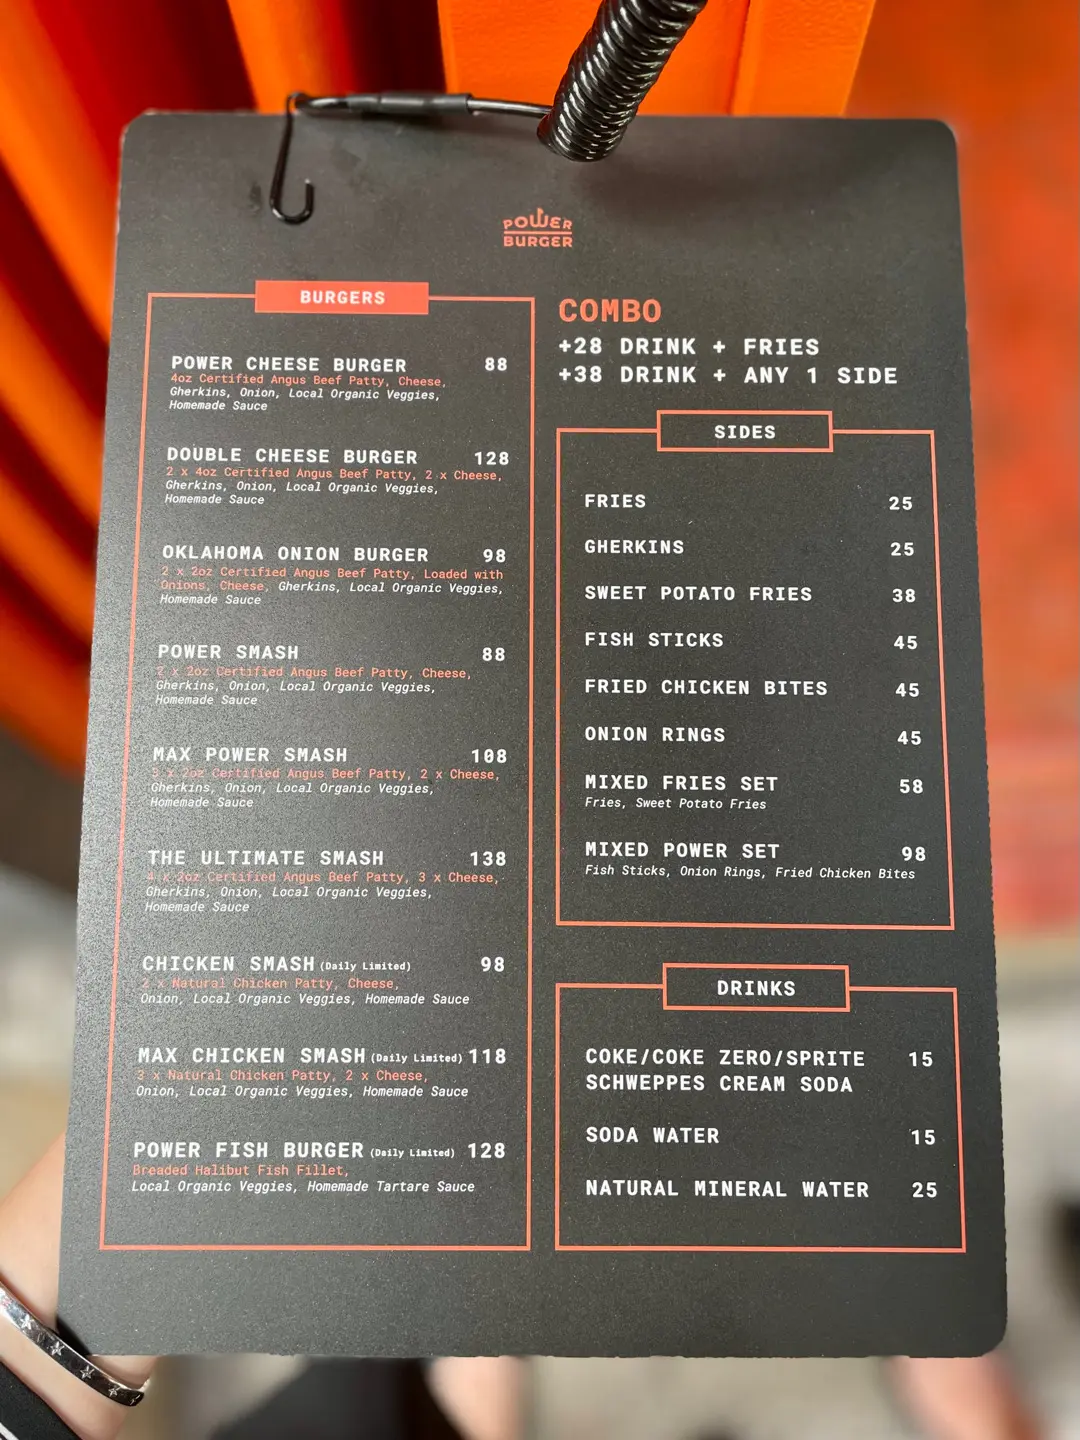 POWER
BURGER
BURGERS
POWER CHEESE BURGER 88
4oz Certified Angus Beef Patty, Cheese,
Gherkins, Onion, Local Organic Veggies,
Homemade Sauce
DOUBLE CHEESE BURGER 128
2 x 4oz Certified Angus Beef Patty, 2 x Cheese,
Gherkins, Onion, Local Organic Veggies,
Homemade Sauce
OKLAHOMA ONION BURGER 98
2 x 2oz Certified Angus Beef Patty, Loaded with
Onions, Cheese, Gherkins, Local Organic Veggies,
Homemade Sauce
POWER SMASH 88
2 x 2oz Certified Angus Beef Patty, Cheese,
Gherkins, Onion, Local Organic Veggies,
Homemade Sauce
MAX POWER SMASH 108
x 2oz Certified Angus Beef Patty, 2 x Cheese,
Gherkins, Onion, Local Organic Veggies,
Homemade Sauce
THE ULTIMATE SMASH 138
4 x 2oz Certified Angus Beef Patty, 3 x Cheese,
Gherkins, Onion, Local Organic Veggies,
Homemade Sauce
CHICKEN SMASH (Daily Limited) 98
2 x Natural Chicken Patty, Cheese,
Onion, Local Organic Veggies, Homemade Sauce
MAX CHICKEN SMASH (Daily Limited) 118
3 x Natural Chicken Patty, 2 x Cheese,
Onion, Local Organic Veggies, Homemade Sauce
POWER FISH BURGER (Daily Limited) 128
Breaded Halibut Fish Fillet,
Local Organic Veggies, Homemade Tartare Sauce
COMBO
+28 DRINK + FRIES
+38 DRINK + ANY 1 SIDE
SIDES
FRIES 25
GHERKINS 25
SWEET POTATO FRIES 38
FISH STICKS 45
FRIED CHICKEN BITES 45
ONION RINGS 45
MIXED FRIES SET 58
Fries, Sweet Potato Fries
MIXED POWER SET 98
Fish Sticks, Onion Rings, Fried Chicken Bites
DRINKS
COKE/COKE ZERO/SPRITE 15
SCHWEPPES CREAM SODA
SODA WATER 15
NATURAL MINERAL WATER 25